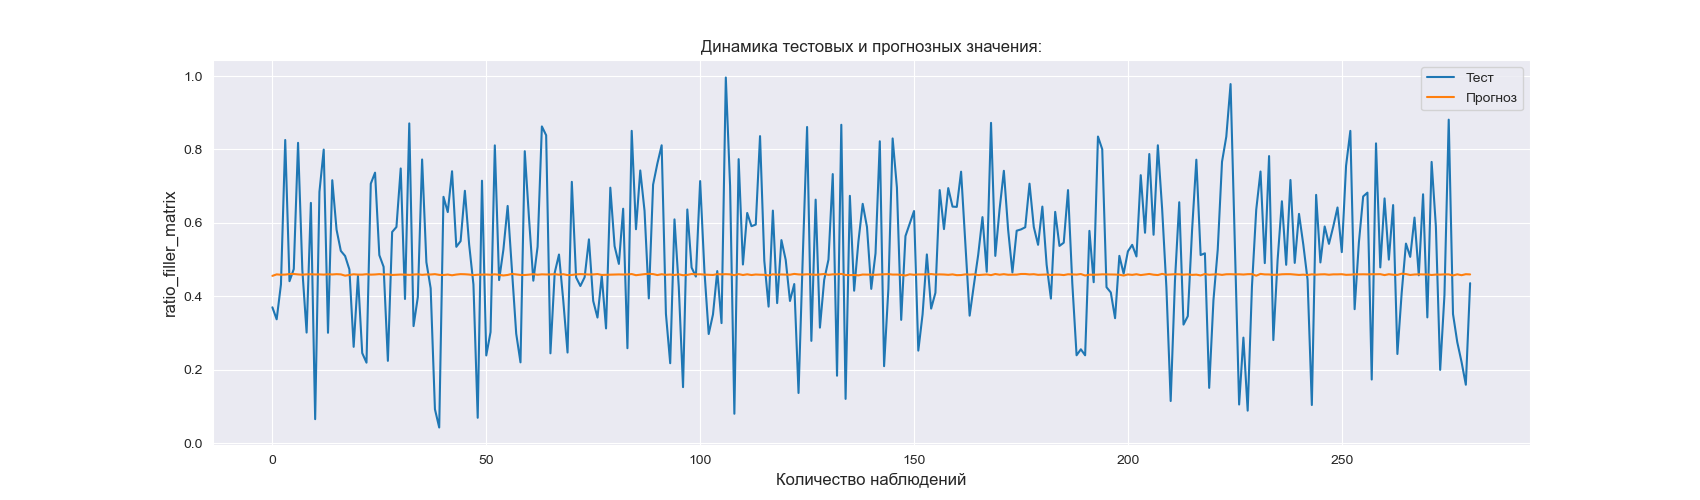 Динамика тестовых и прогнозных значения:
Тест
Прогноз
ratio_filler_matrix
1.0
0.8
0.6
0.4
0.2
0.0
0 50 100 150 200 250
Количество наблюдений